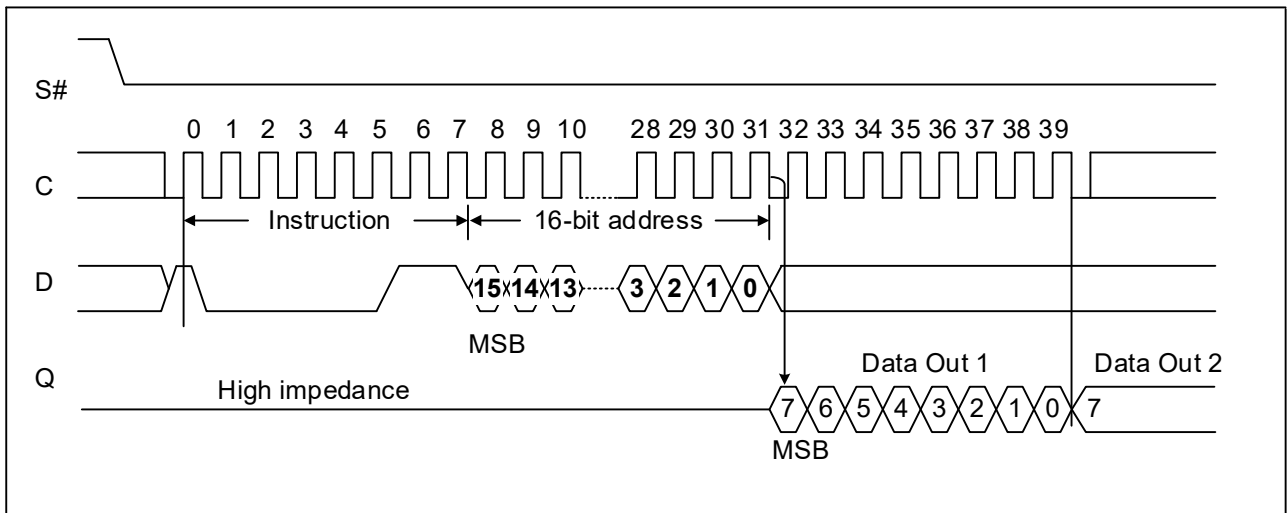 S#
0 1 2 3 4 5 6 7 8 9 10 28 29 30 31 32 33 34 35 36 37 38 39
C
Instruction 16-bit address
D
15 14 13 3 2 1 0
MSB
Data Out 1 Data Out 2
Q
High impedance
7 6 5 4 3 2 1 0 7
MSB